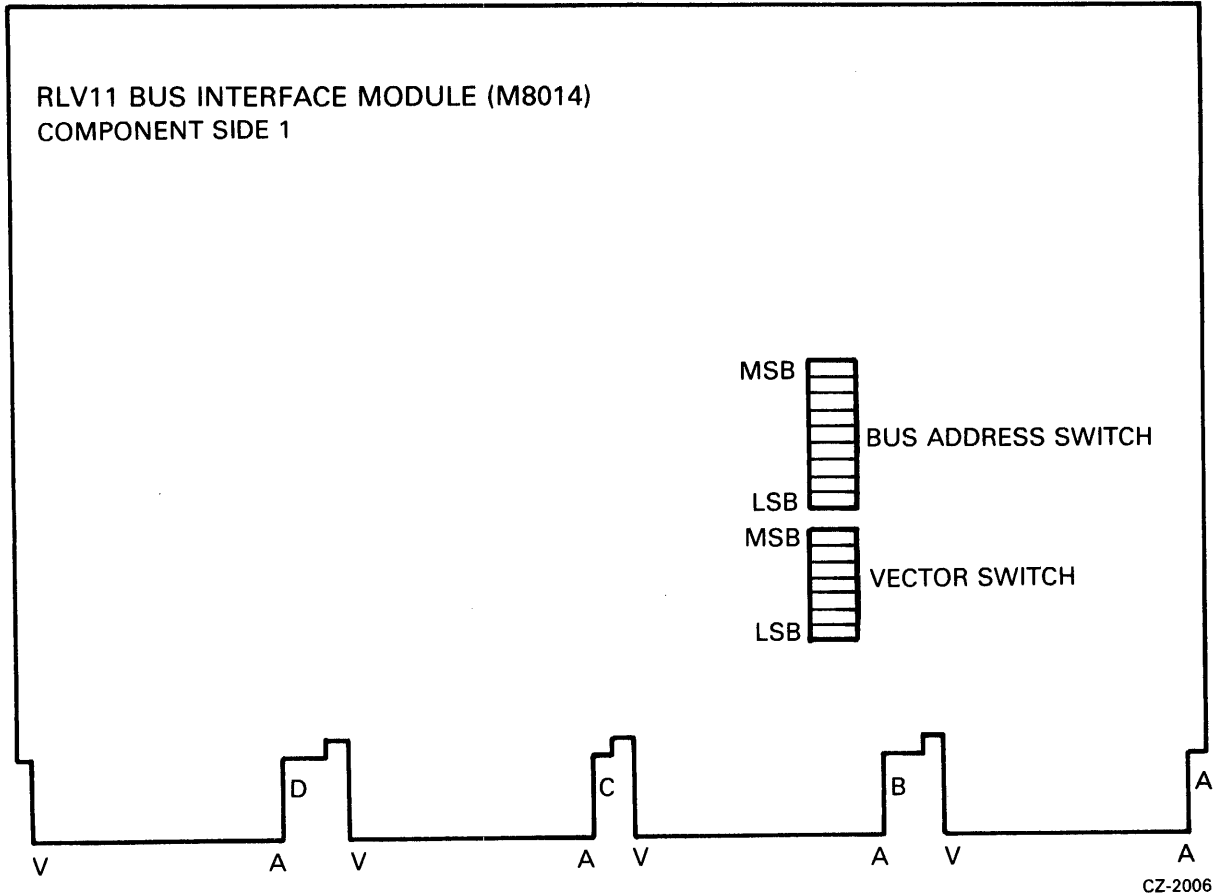 RLV11 BUS INTERFACE MODULE (M8014)
COMPONENT SIDE 1
MSB
BUS ADDRESS SWITCH
LSB
MSB
VECTOR SWITCH
LSB
D
C
B
A
V
A
V
A
V
A
V
A
CZ-2006